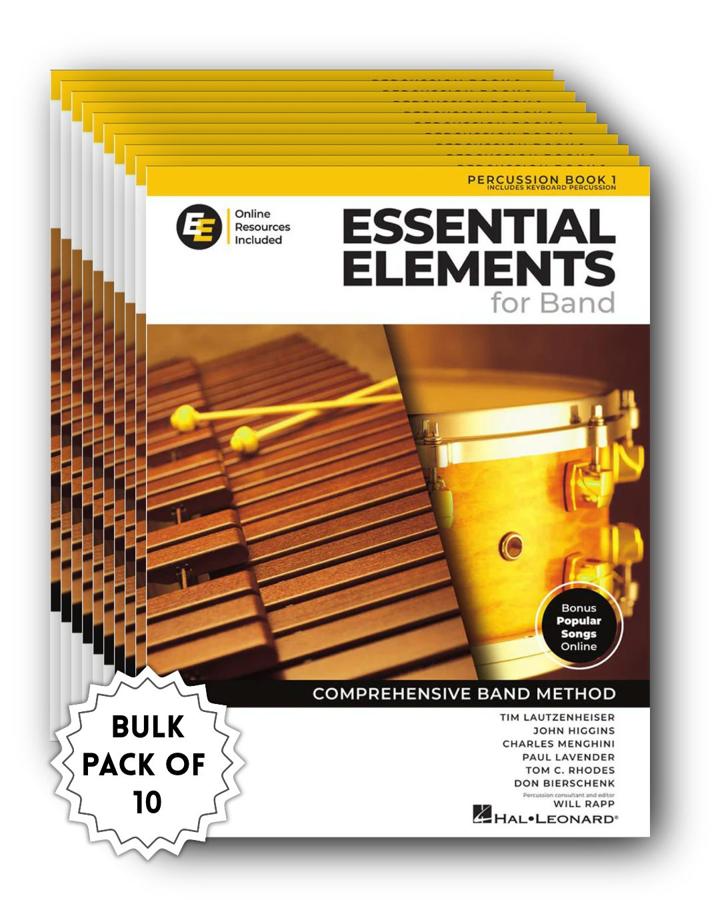 PERCUSSION BOOK 1
INCLUDES KEYBOARD PERCUSSION
EE
Online
Resources
Included
ESSENTIAL
ELEMENTS
for Band
Bonus
Popular
Songs
Online
COMPREHENSIVE BAND METHOD
TIM LAUTZENHEISER
JOHN HIGGINS
CHARLES MENGHINI
PAUL LAVENDER
TOM C. RHODES
DON BIERSCHENK
Percussion consultant and editor
WILL RAPP
HAL•LEONARD®
BULK
PACK OF
10